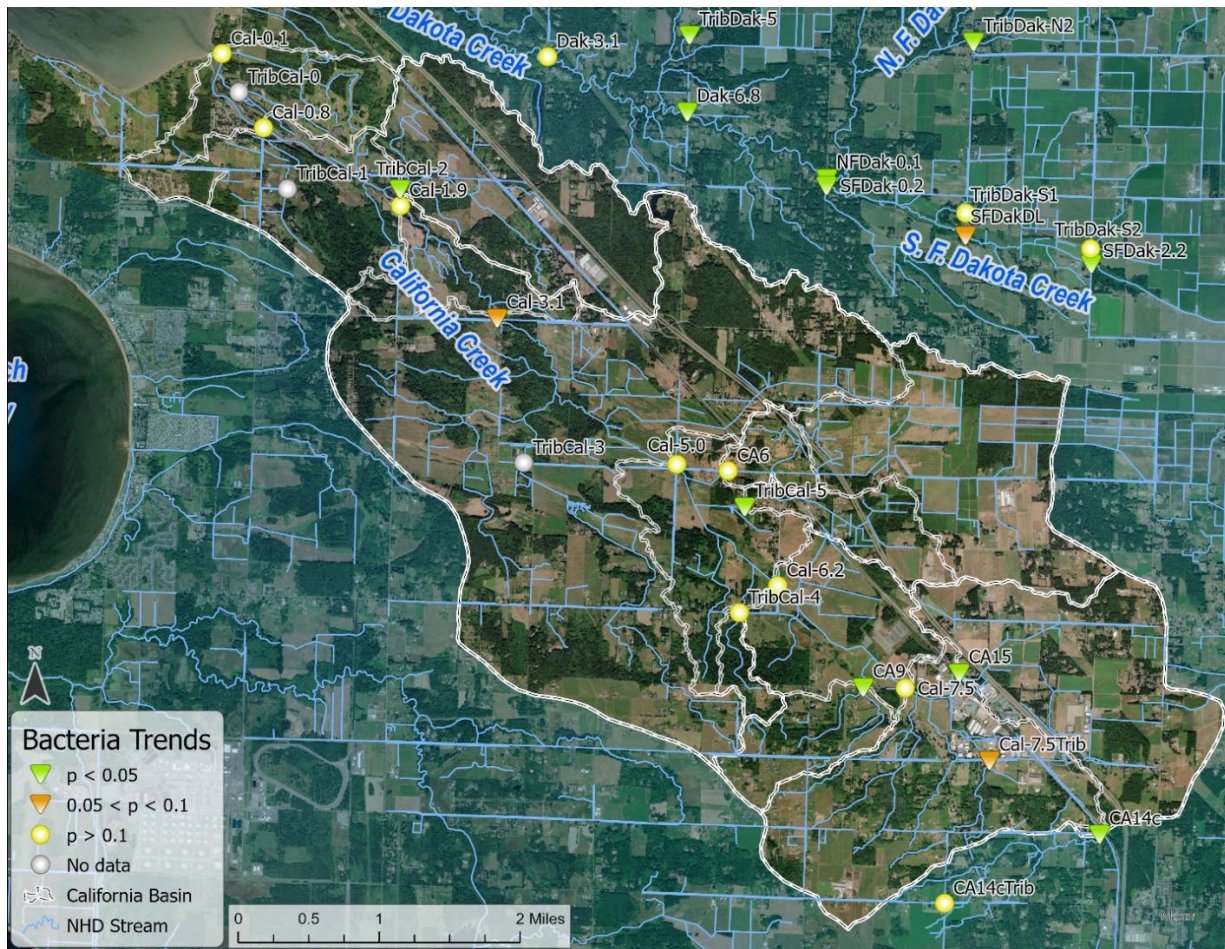 Dakota Creek
Dak-3.1
TribDak-5
N. F. Da
TribDak-N2
Cal-0.1
TribCal-0
Cal-0.8
Dak-6.8
TribCal-1
TribCal-2
Cal-1.9
NFDak-0.1
SFDak-0.2
TribDak-S1
SFDakDL
TribDak-S2
SFDak-2.2
S. F. Dakota Creek
California Creek
Cal-3.1
ch
y
TribCal-3
Cal-5.0
CA6
TribCal-5
Cal-6.2
TribCal-4
CA15
CA9
Cal-7.5
Cal-7.5Trib
CA14c
CA14cTrib
N
Bacteria Trends
p < 0.05
0.05 < p < 0.1
p > 0.1
No data
California Basin
NHD Stream
0 0.5 1 2 Miles